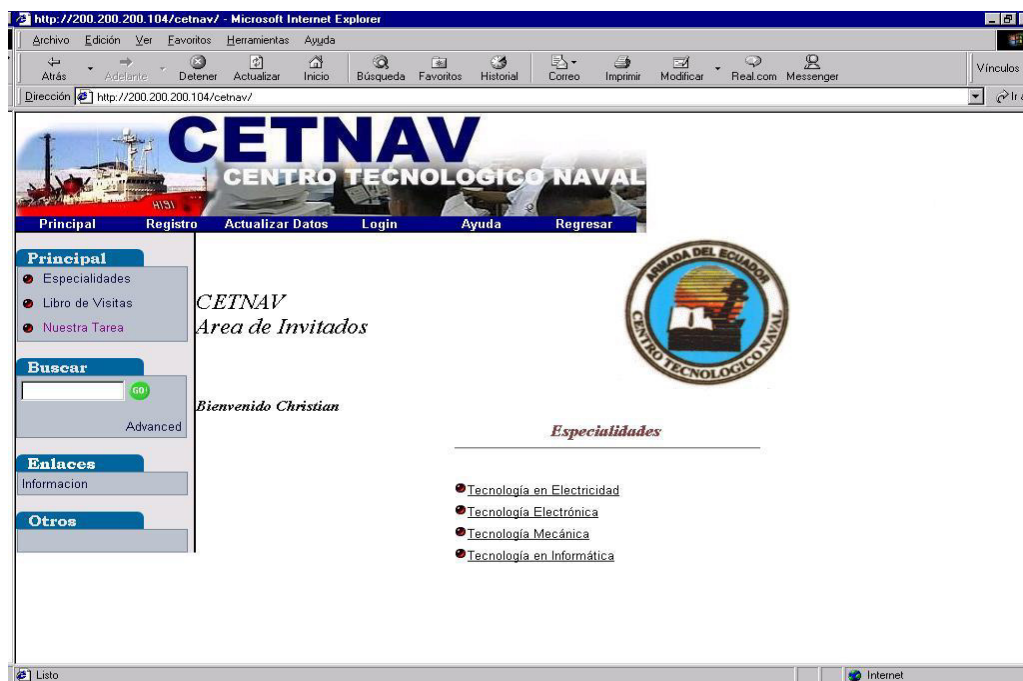 http://200.200.200.104/cetnav/ - Microsoft Internet Explorer
Archivo Edición Ver Favoritos Herramientas Ayuda
Atrás Adelante Detener Actualizar Inicio Búsqueda Favoritos Historial Correo Imprimir Modificar Real.com Messenger Vínculos
Dirección http://200.200.200.104/cetnav/ Ir a
CETNAV
CENTRO TECNOLOGICO NAVAL
HI91
Principal Registro Actualizar Datos Login Ayuda Regresar
Principal
Especialidades
Libro de Visitas
Nuestra Tarea
Buscar
GO!
Advanced
Enlaces
Informacion
Otros
CETNAV
Area de Invitados
Bienvenido Christian
ARMADA DEL ECUADOR
CENTRO TECNOLOGICO NAVAL
Especialidades
Tecnología en Electricidad
Tecnología Electrónica
Tecnología Mecánica
Tecnología en Informática
Listo Internet